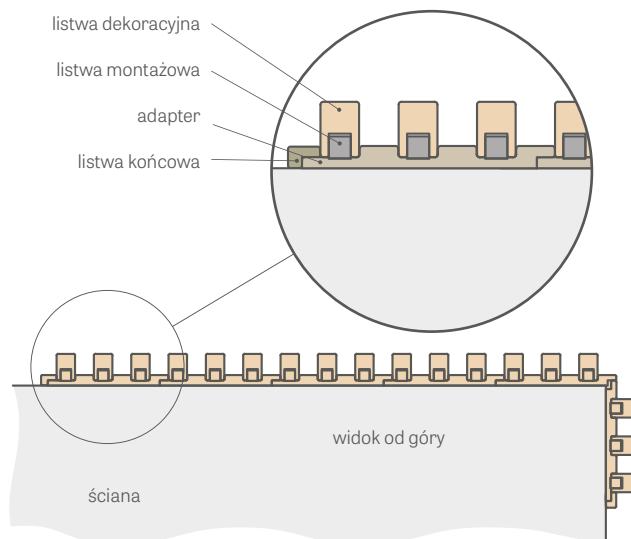 listwa dekoracyjna
listwa montażowa
adapter
listwa końcowa
widok od góry
ściana